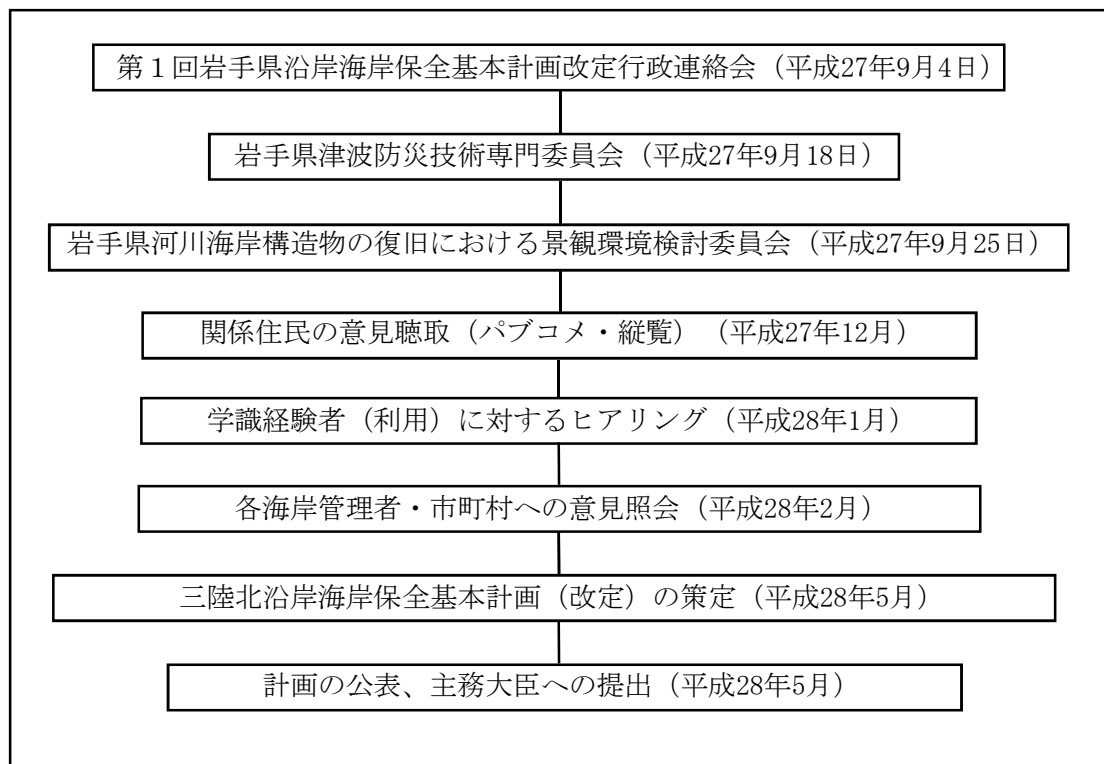 第１回岩手県沿岸海岸保全基本計画改定行政連絡会（平成27年9月4日）
岩手県津波防災技術専門委員会（平成27年9月18日）
岩手県河川海岸構造物の復旧における景観環境検討委員会（平成27年9月25日）
関係住民の意見聴取（パブコメ・縦覧）（平成27年12月）
学識経験者（利用）に対するヒアリング（平成28年1月）
各海岸管理者・市町村への意見照会（平成28年2月）
三陸北沿岸海岸保全基本計画（改定）の策定（平成28年5月）
計画の公表、主務大臣への提出（平成28年5月）